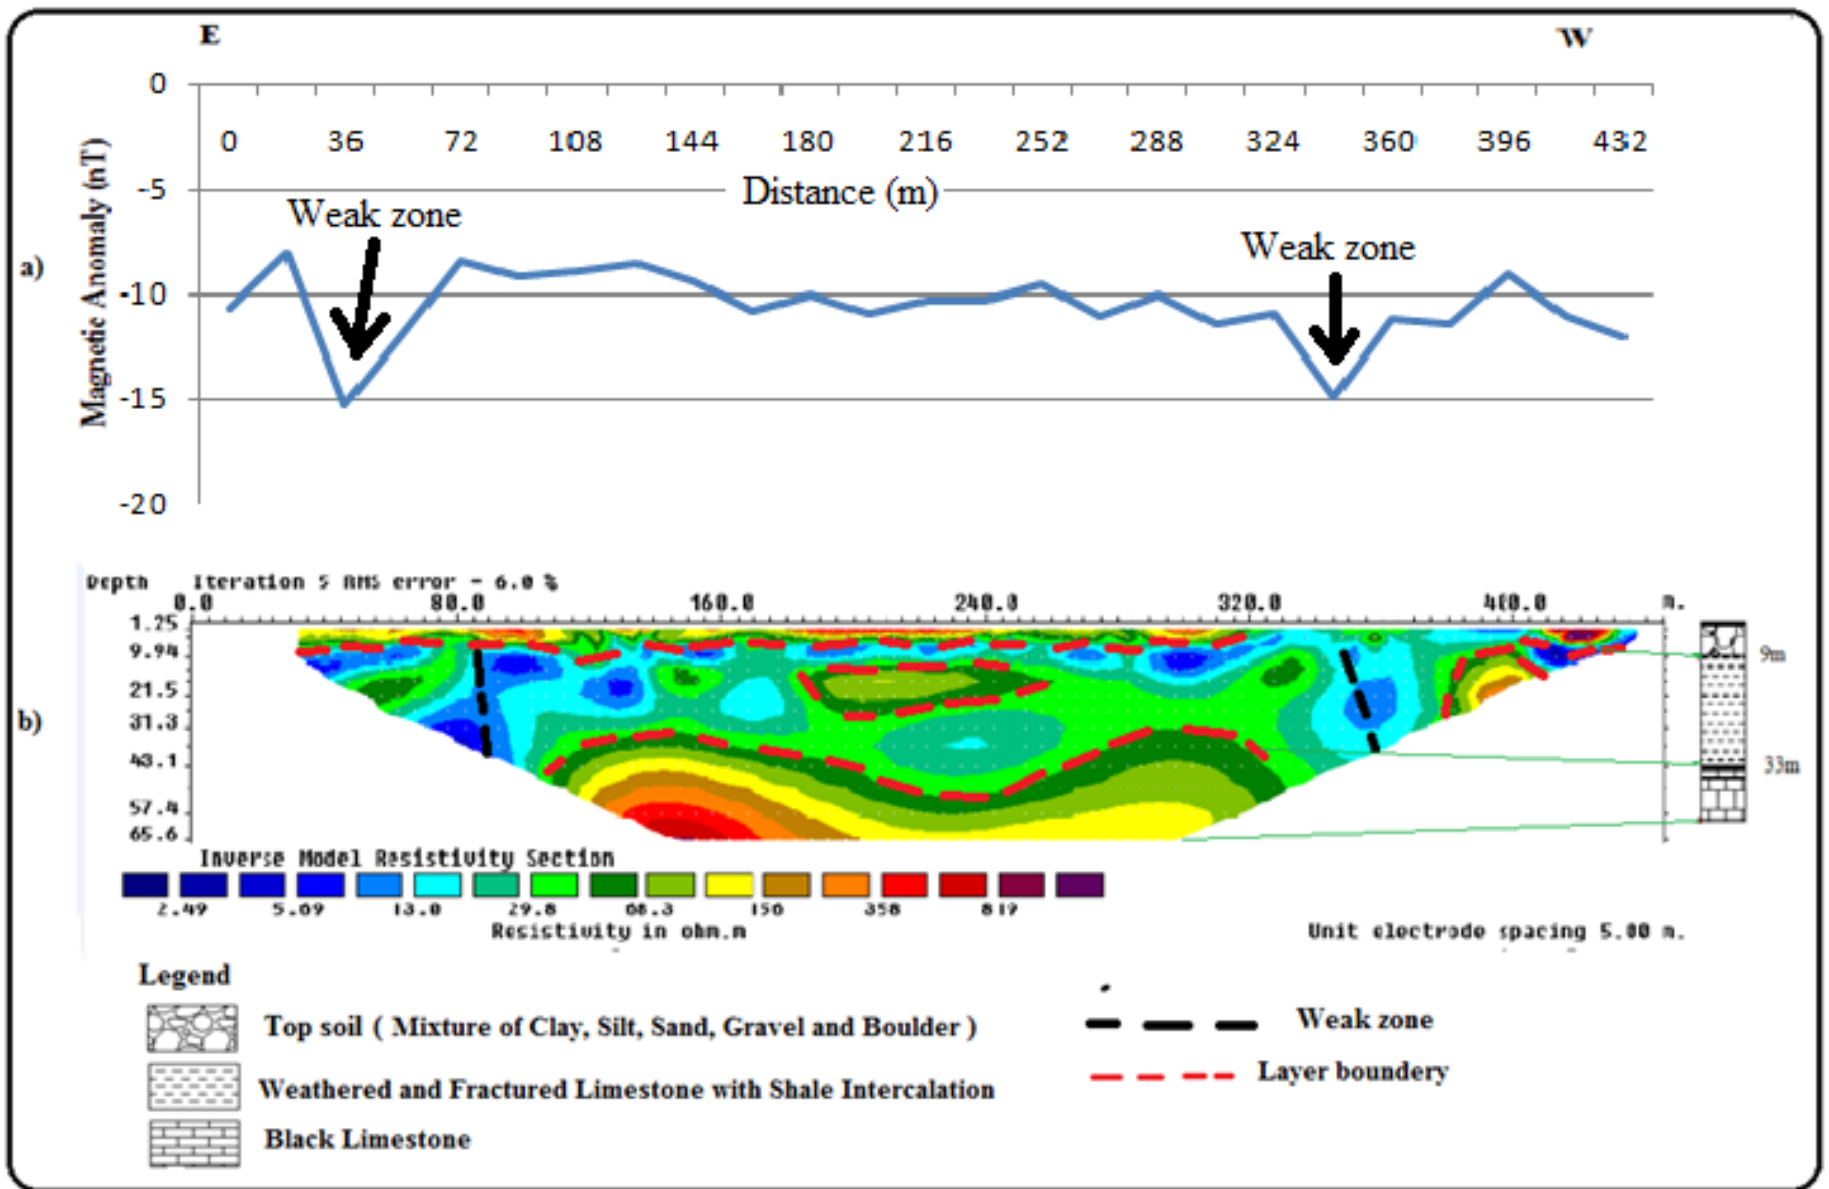 E W
0
0 36 72 108 144 180 216 252 288 324 360 396 432
-5
Distance (m)
Weak zone
Weak zone
Magnetic Anomaly (nT)
a)
-10
-15
-20
Depth Iteration 5 RMS error - 6.0 %
0.0 80.0 160.0 240.0 320.0 400.0 m.
1.25
9.94
21.5
31.3
43.1
57.4
65.6
9m
33m
b)
Inverse Model Resistivity Section
2.49 5.09 13.0 29.8 68.3 156 358 819
Resistivity in ohm.m
Unit electrode spacing 5.00 m.
Legend
Top soil ( Mixture of Clay, Silt, Sand, Gravel and Boulder )
Weak zone
Weathered and Fractured Limestone with Shale Intercalation
Layer boundery
Black Limestone